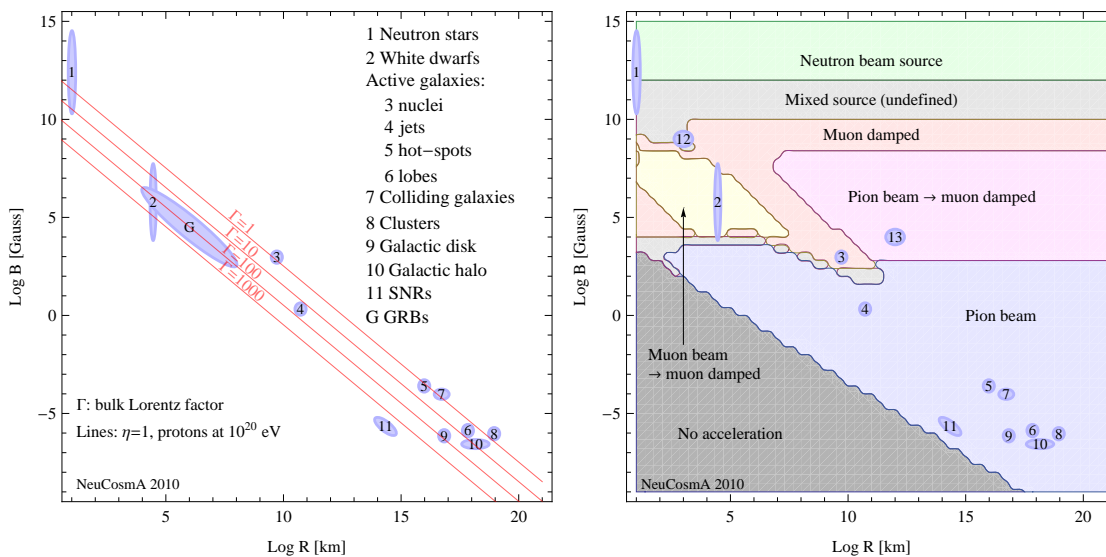 15
10
5
0
−5
Log B [Gauss]
5
10
15
20
Log R [km]
1
2
G
3
4
5
7
6
8
9
10
11
Γ=1
Γ=10
Γ=100
Γ=1000
1 Neutron stars
2 White dwarfs
Active galaxies:
3 nuclei
4 jets
5 hot−spots
6 lobes
7 Colliding galaxies
8 Clusters
9 Galactic disk
10 Galactic halo
11 SNRs
G GRBs
Γ: bulk Lorentz factor
Lines: η=1, protons at 10²⁰ eV
NeuCosmA 2010
15
10
5
0
−5
Log B [Gauss]
5
10
15
20
Log R [km]
1
Neutron beam source
Mixed source (undefined)
12
Muon damped
2
Pion beam → muon damped
13
3
4
Pion beam
Muon beam
→ muon damped
5
7
No acceleration
11
9
6
8
10
NeuCosmA 2010